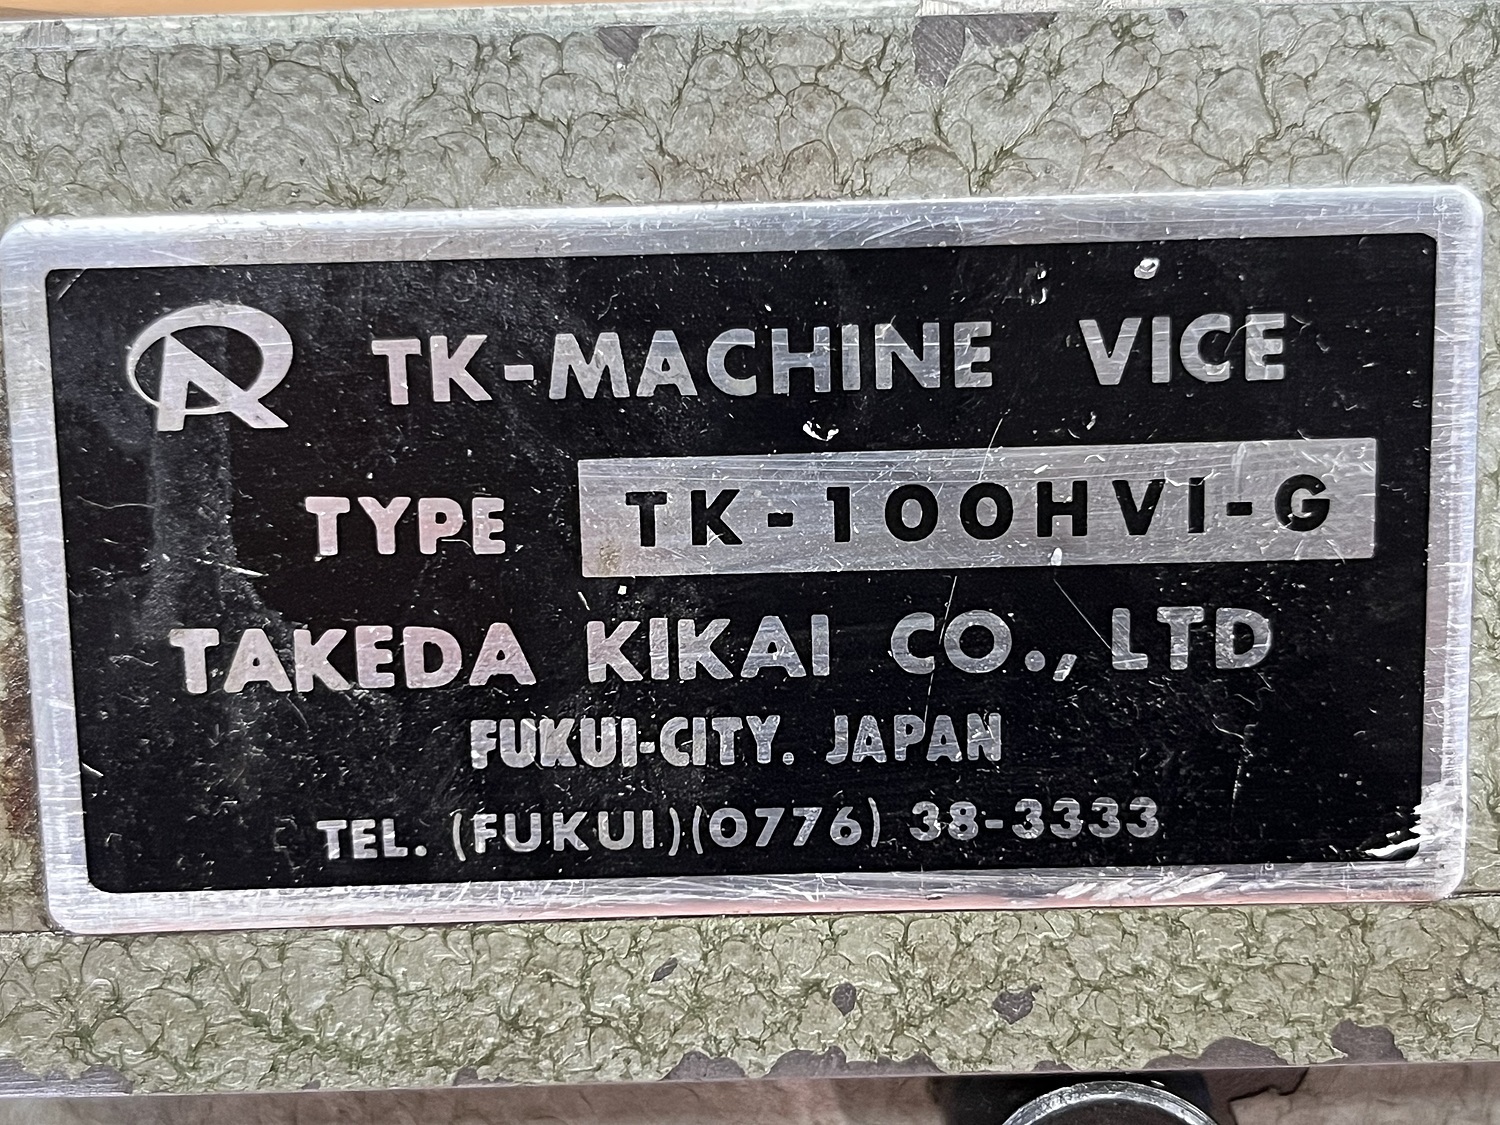 TK-MACHINE VICE
TYPE TK-100HVI-G
TAKEDA KIKAI CO., LTD
FUKUI-CITY. JAPAN
TEL. (FUKUI)(0776) 38-3333